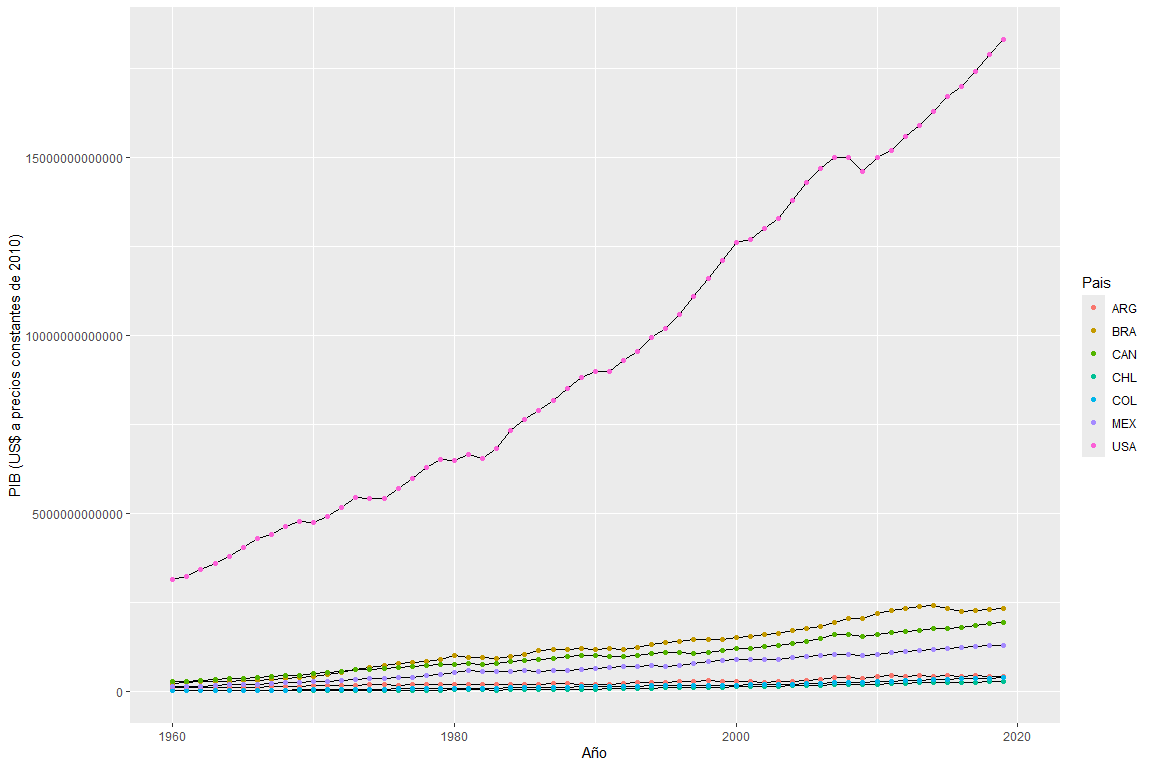 PIB (US$ a precios constantes de 2010)
15000000000000
10000000000000
5000000000000
0
1960
1980
2000
2020
Año
Pais
ARG
BRA
CAN
CHL
COL
MEX
USA